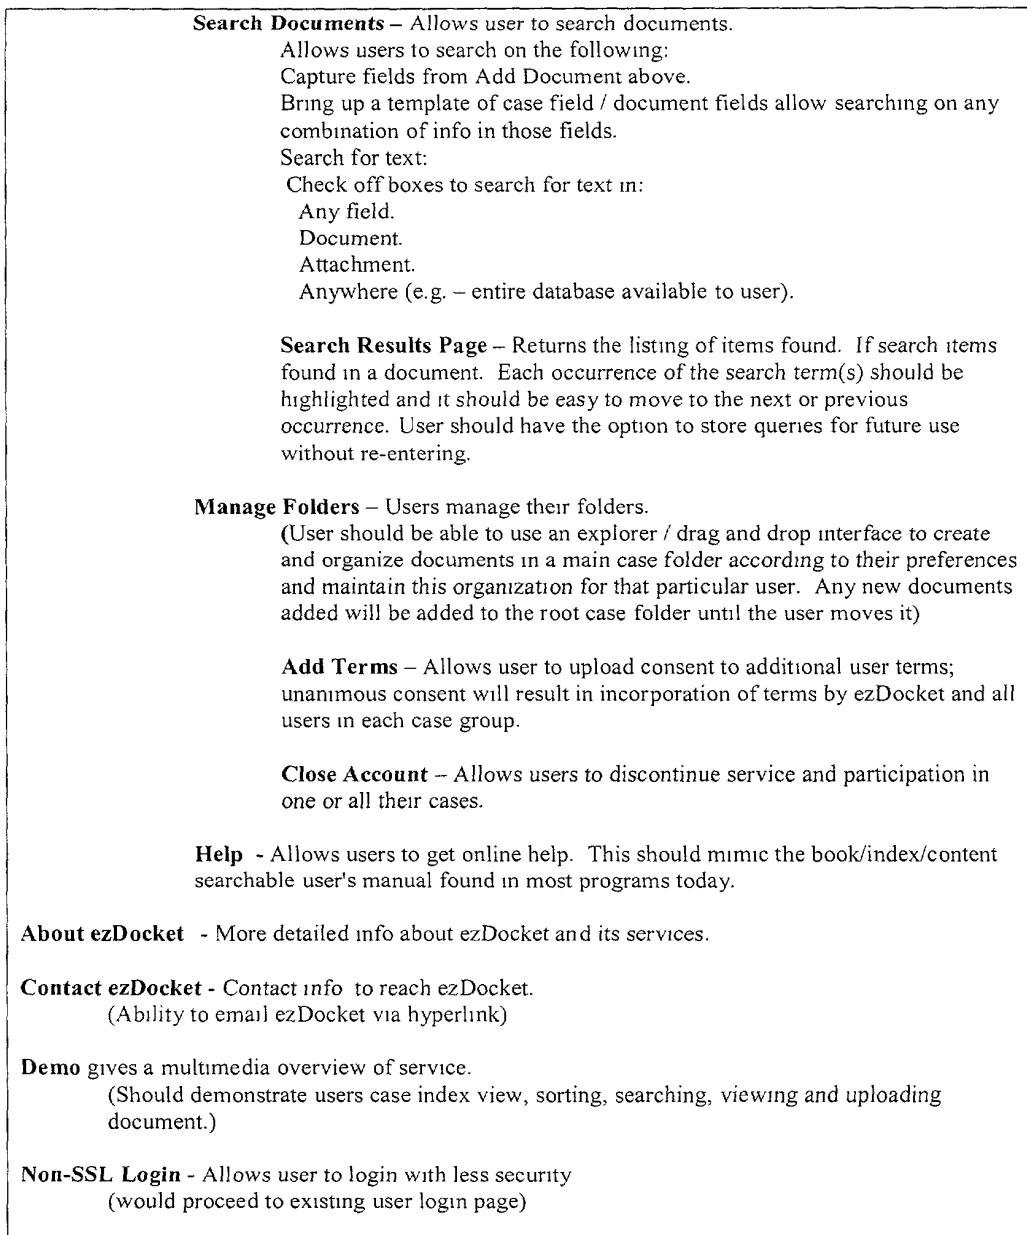 Search Documents – Allows user to search documents.
Allows users to search on the following:
Capture fields from Add Document above.
Bring up a template of case field / document fields allow searching on any
combination of info in those fields.
Search for text:
Check off boxes to search for text in:
Any field.
Document.
Attachment.
Anywhere (e.g. – entire database available to user).
Search Results Page – Returns the listing of items found. If search items
found in a document. Each occurrence of the search term(s) should be
highlighted and it should be easy to move to the next or previous
occurrence. User should have the option to store queries for future use
without re-entering.
Manage Folders – Users manage their folders.
(User should be able to use an explorer / drag and drop interface to create
and organize documents in a main case folder according to their preferences
and maintain this organization for that particular user. Any new documents
added will be added to the root case folder until the user moves it)
Add Terms – Allows user to upload consent to additional user terms;
unanimous consent will result in incorporation of terms by ezDocket and all
users in each case group.
Close Account – Allows users to discontinue service and participation in
one or all their cases.
Help - Allows users to get online help. This should mimic the book/index/content
searchable user's manual found in most programs today.
About ezDocket - More detailed info about ezDocket and its services.
Contact ezDocket - Contact info to reach ezDocket.
(Ability to email ezDocket via hyperlink)
Demo gives a multimedia overview of service.
(Should demonstrate users case index view, sorting, searching, viewing and uploading
document.)
Non-SSL Login - Allows user to login with less security
(would proceed to existing user login page)